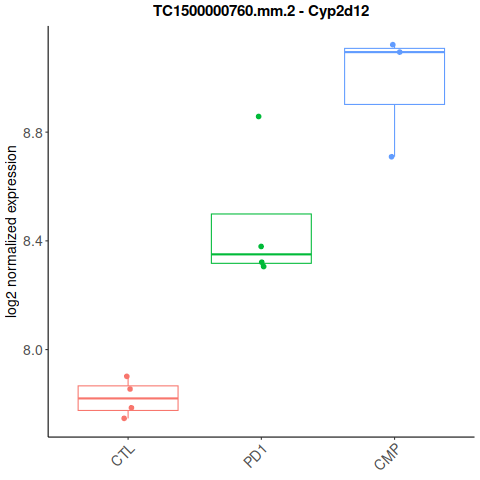 TC1500000760.mm.2 - Cyp2d12
log2 normalized expression
8.8
8.4
8.0
CTL
PD1
CMP